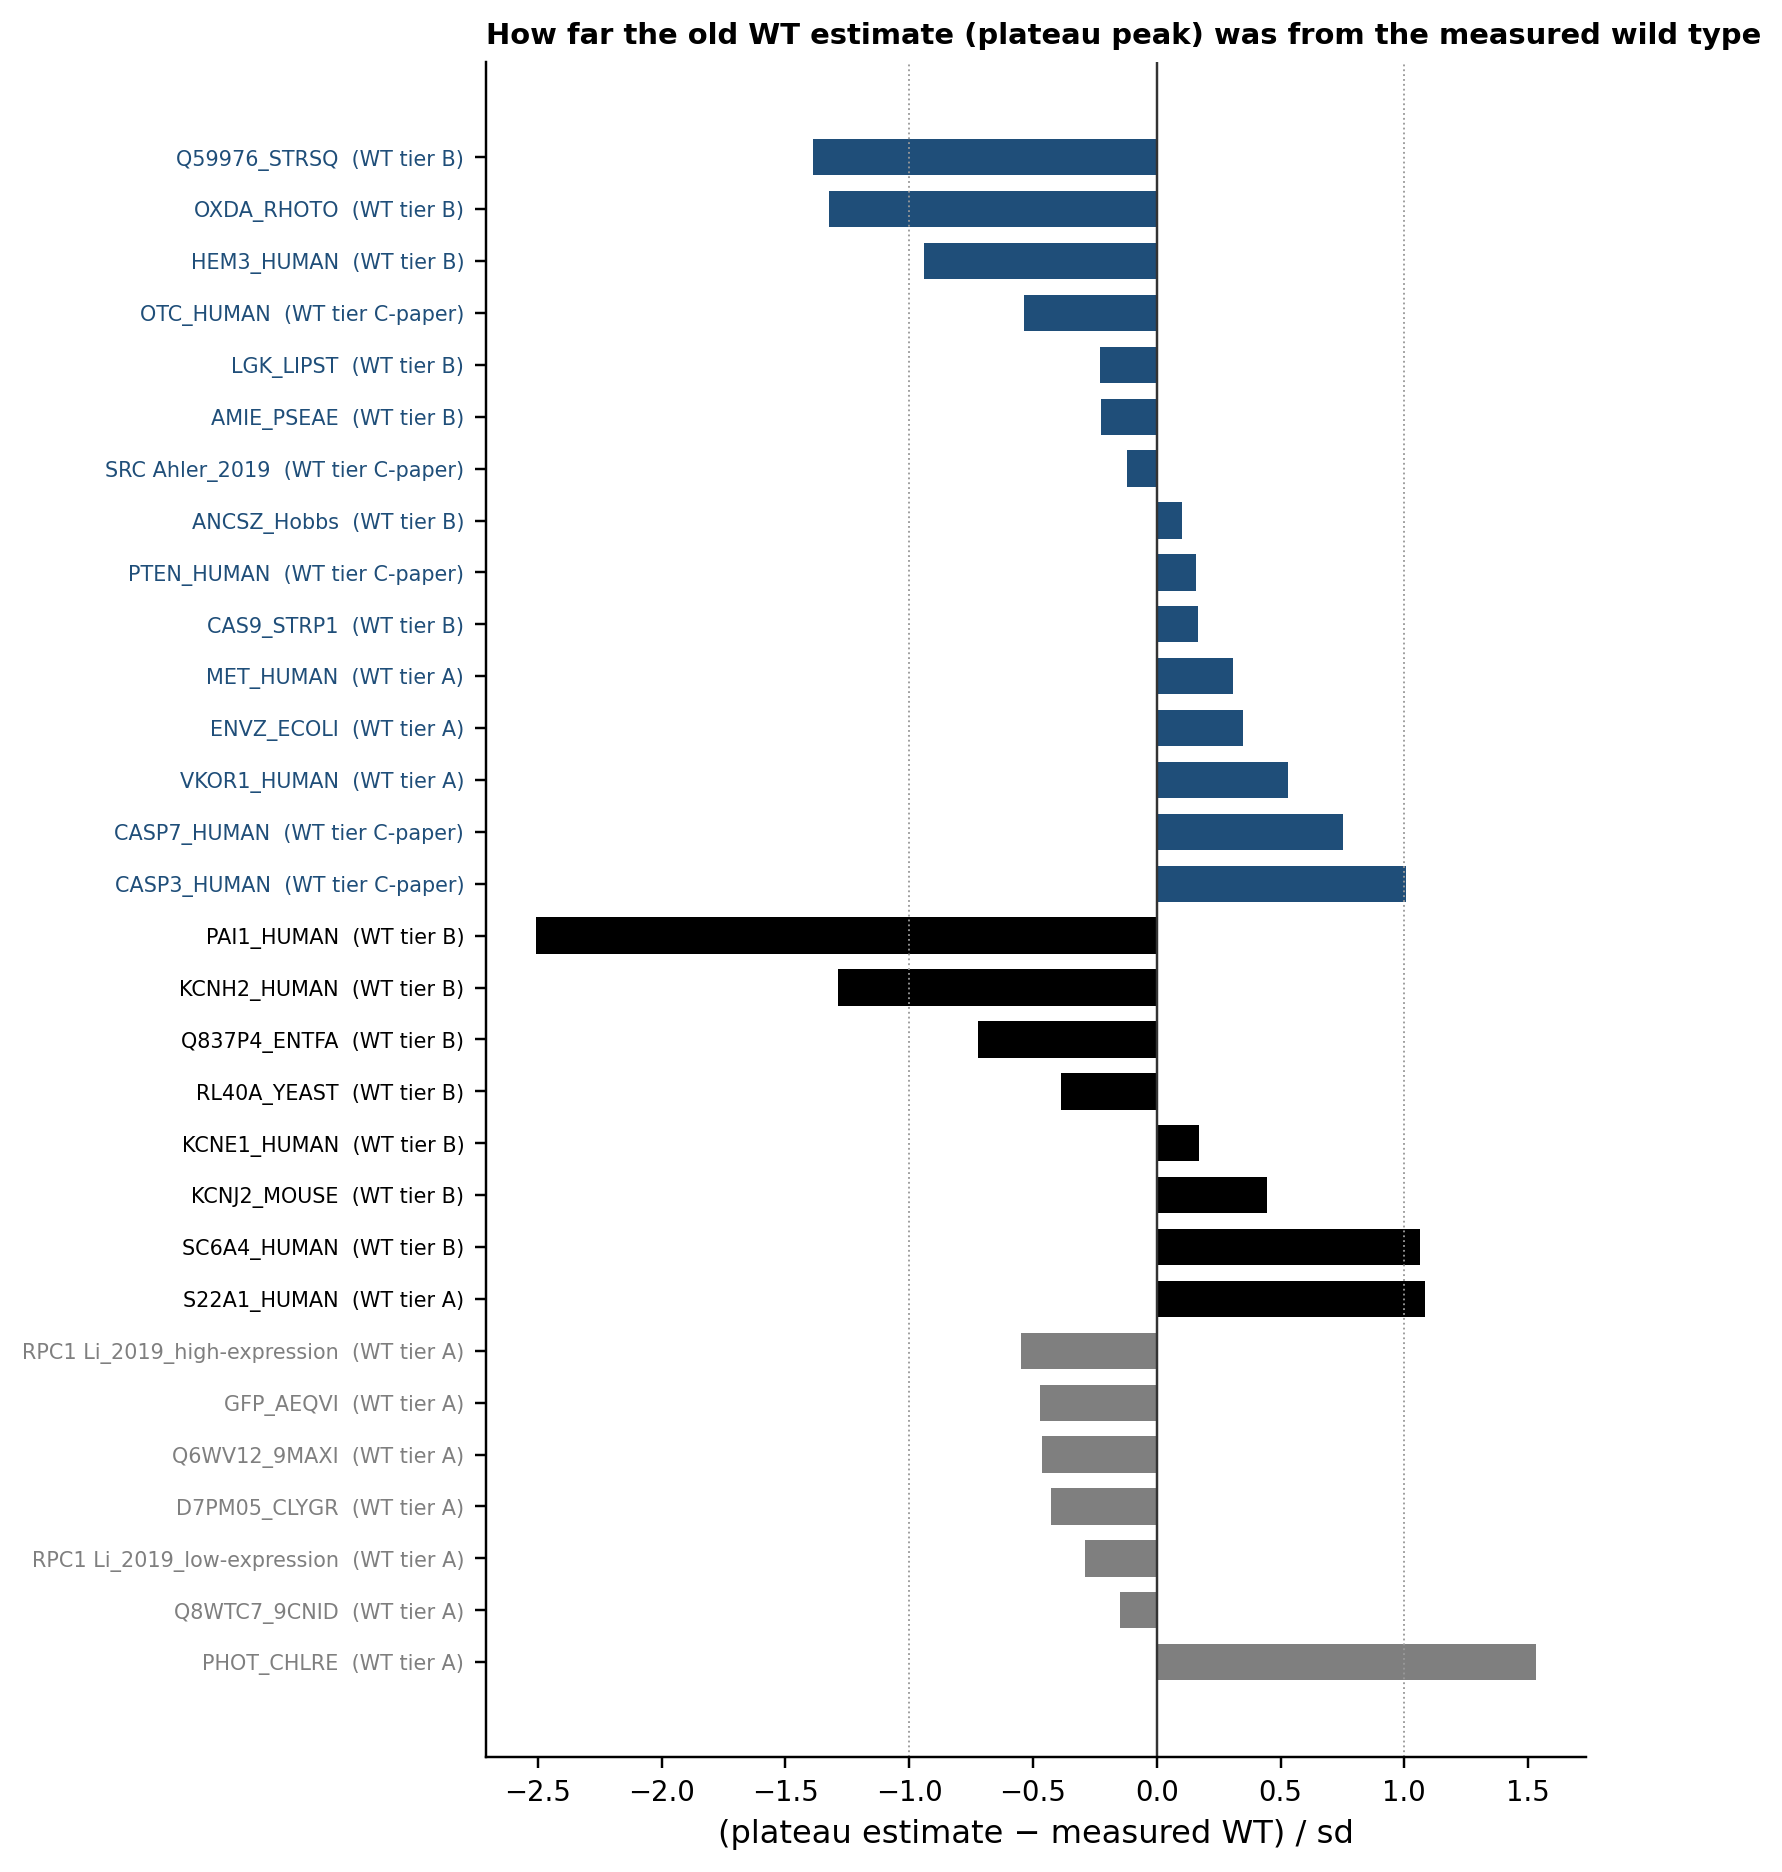 How far the old WT estimate (plateau peak) was from the measured wild type
Q59976_STRSQ (WT tier B)
OXDA_RHOTO (WT tier B)
HEM3_HUMAN (WT tier B)
OTC_HUMAN (WT tier C-paper)
LGK_LIPST (WT tier B)
AMIE_PSEAE (WT tier B)
SRC Ahler_2019 (WT tier C-paper)
ANCSZ_Hobbs (WT tier B)
PTEN_HUMAN (WT tier C-paper)
CAS9_STRP1 (WT tier B)
MET_HUMAN (WT tier A)
ENVZ_ECOLI (WT tier A)
VKOR1_HUMAN (WT tier A)
CASP7_HUMAN (WT tier C-paper)
CASP3_HUMAN (WT tier C-paper)
PAI1_HUMAN (WT tier B)
KCNH2_HUMAN (WT tier B)
Q837P4_ENTFA (WT tier B)
RL40A_YEAST (WT tier B)
KCNE1_HUMAN (WT tier B)
KCNJ2_MOUSE (WT tier B)
SC6A4_HUMAN (WT tier B)
S22A1_HUMAN (WT tier A)
RPC1 Li_2019_high-expression (WT tier A)
GFP_AEQVI (WT tier A)
Q6WV12_9MAXI (WT tier A)
D7PM05_CLYGR (WT tier A)
RPC1 Li_2019_low-expression (WT tier A)
Q8WTC7_9CNID (WT tier A)
PHOT_CHLRE (WT tier A)
−2.5 −2.0 −1.5 −1.0 −0.5 0.0 0.5 1.0 1.5
(plateau estimate − measured WT) / sd